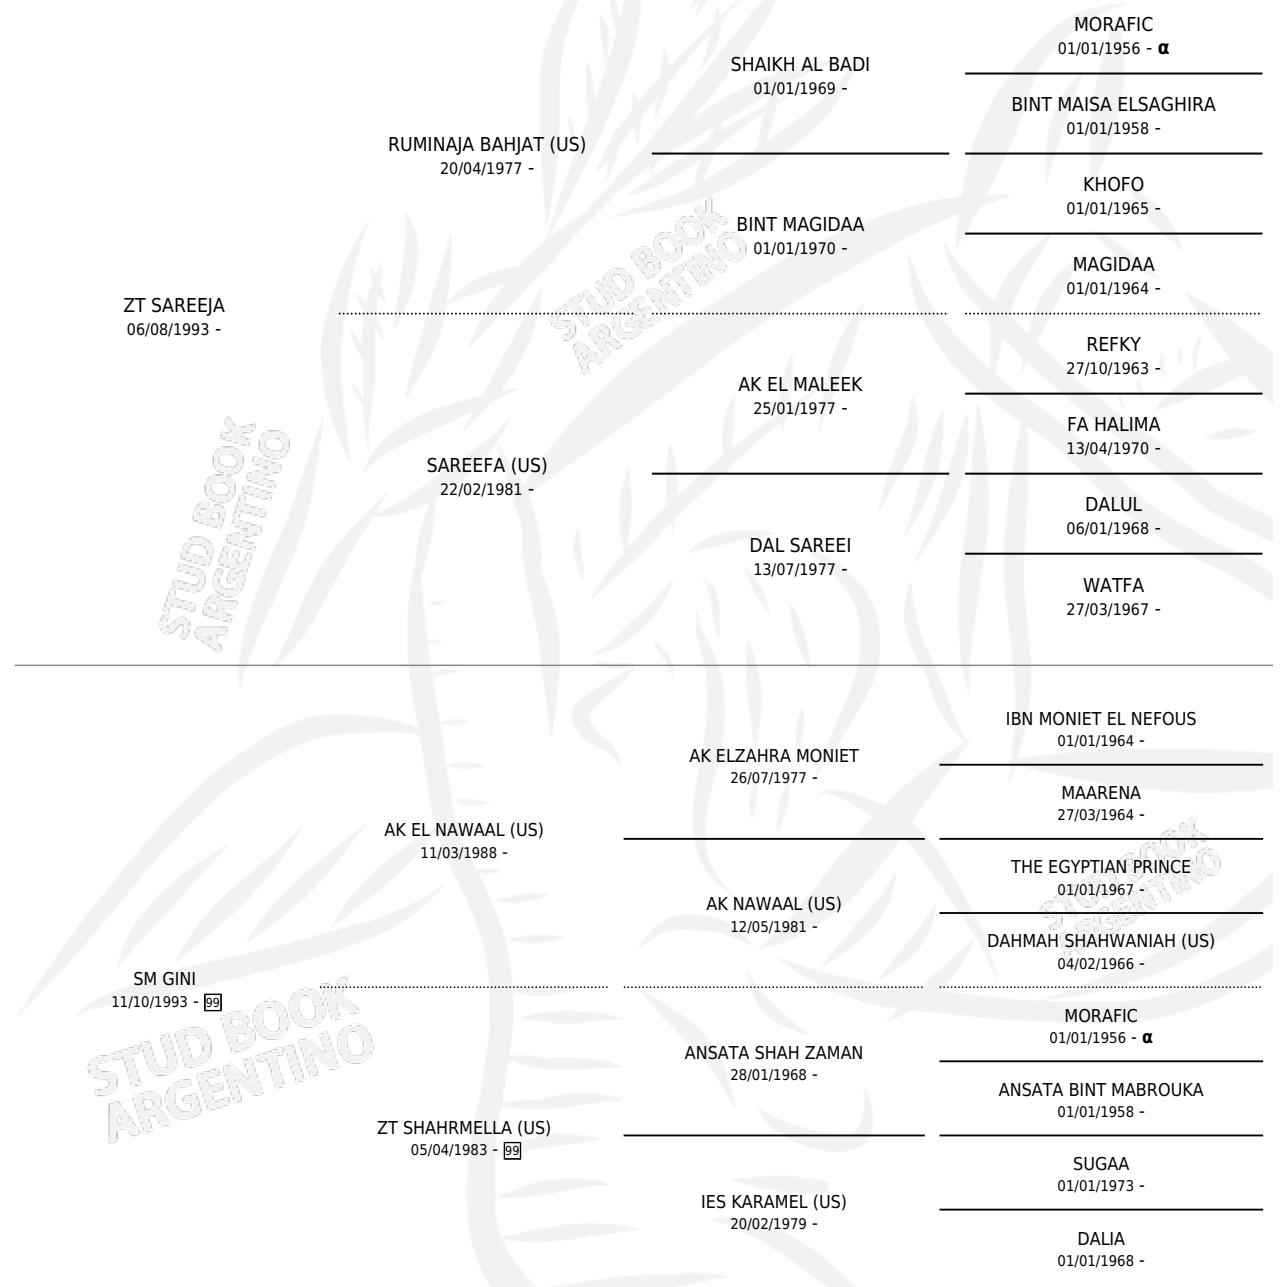 MORAFIC
01/01/1956 - α
SHAIKH AL BADI
01/01/1969 -
BINT MAISA ELSAGHIRA
01/01/1958 -
RUMINAJA BAHJAT (US)
20/04/1977 -
KHOFO
01/01/1965 -
BINT MAGIDAA
01/01/1970 -
MAGIDAA
01/01/1964 -
ZT SAREEJA
06/08/1993 -
REFKY
27/10/1963 -
AK EL MALEEK
25/01/1977 -
FA HALIMA
13/04/1970 -
SAREEFA (US)
22/02/1981 -
DALUL
06/01/1968 -
DAL SAREEI
13/07/1977 -
WATFA
27/03/1967 -
IBN MONIET EL NEFOUS
01/01/1964 -
AK ELZAHRA MONIET
26/07/1977 -
MAARENA
27/03/1964 -
AK EL NAWAAL (US)
11/03/1988 -
THE EGYPTIAN PRINCE
01/01/1967 -
AK NAWAAL (US)
12/05/1981 -
DAHMAH SHAHWANIAH (US)
04/02/1966 -
SM GINI
11/10/1993 - 99
MORAFIC
01/01/1956 - α
ANSATA SHAH ZAMAN
28/01/1968 -
ANSATA BINT MABROUKA
01/01/1958 -
ZT SHAHRMELLA (US)
05/04/1983 - 99
SUGAA
01/01/1973 -
IES KARAMEL (US)
20/02/1979 -
DALIA
01/01/1968 -
STUD BOOK
ARGENTINO
STUD BOOK
ARGENTINO
STUD BOOK
ARGENTINO
STUD BOOK
ARGENTINO